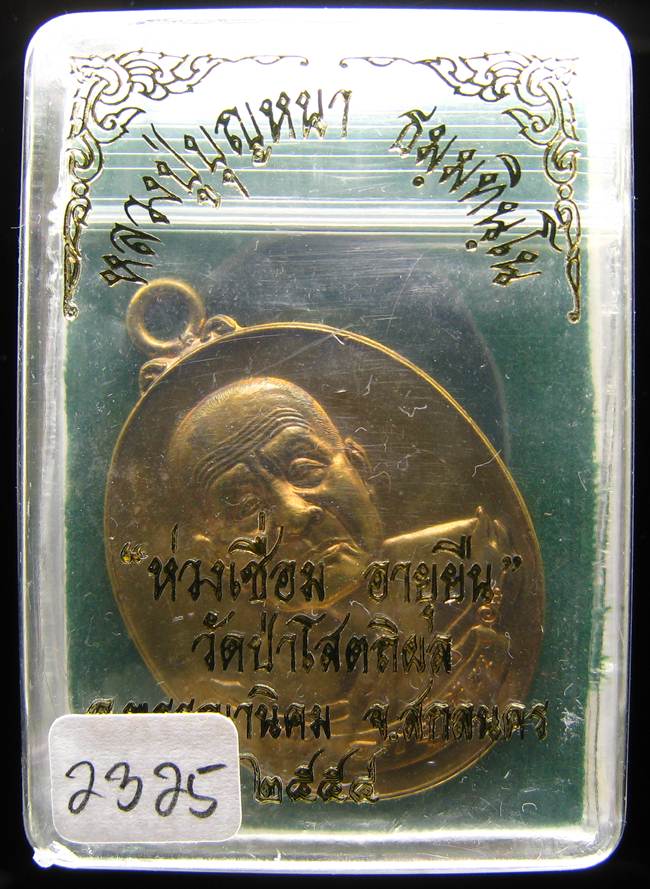 หลวงปู่บุญหนา ธมฺมทินฺโน
"ห่วงเชื่อม อายุยืน"
วัดป่าโสตถิผล
จ.สกลนคร
๒๕๕๔
2325